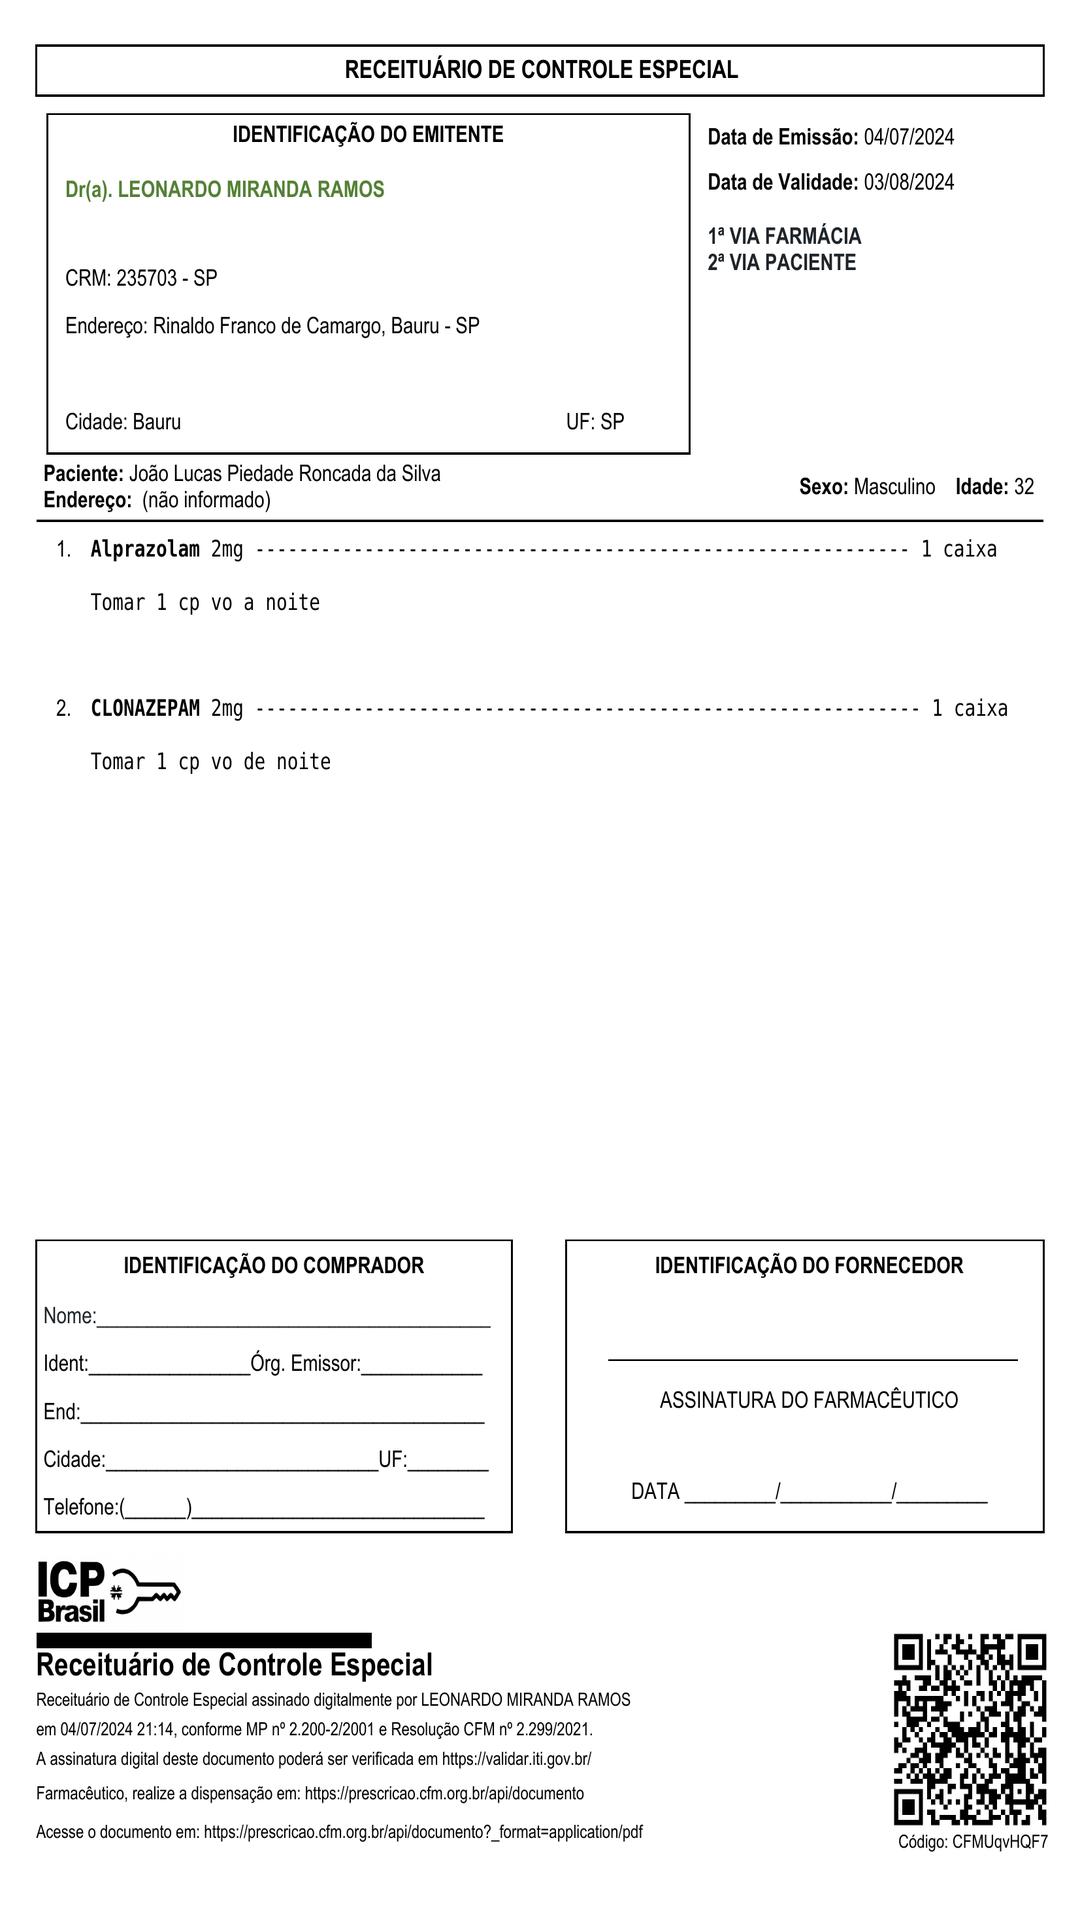 RECEITUÁRIO DE CONTROLE ESPECIAL
IDENTIFICAÇÃO DO EMITENTE
Dr(a). LEONARDO MIRANDA RAMOS
CRM: 235703 - SP
Endereço: Rinaldo Franco de Camargo, Bauru - SP
Cidade: Bauru UF: SP
Data de Emissão: 04/07/2024
Data de Validade: 03/08/2024
1ª VIA FARMÁCIA
2ª VIA PACIENTE
Paciente: João Lucas Piedade Roncada da Silva
Endereço: (não informado)
Sexo: Masculino Idade: 32
1. Alprazolam 2mg ------------------------------------------------------------ 1 caixa
Tomar 1 cp vo a noite
2. CLONAZEPAM 2mg ------------------------------------------------------------- 1 caixa
Tomar 1 cp vo de noite
IDENTIFICAÇÃO DO COMPRADOR
Nome:_______________________________________
Ident:________________Órg. Emissor:____________
End:________________________________________
Cidade:___________________________UF:________
Telefone:(______)_____________________________
IDENTIFICAÇÃO DO FORNECEDOR
ASSINATURA DO FARMACÊUTICO
DATA _________/___________/_________
ICP
Brasil
Receituário de Controle Especial
Receituário de Controle Especial assinado digitalmente por LEONARDO MIRANDA RAMOS
em 04/07/2024 21:14, conforme MP nº 2.200-2/2001 e Resolução CFM nº 2.299/2021.
A assinatura digital deste documento poderá ser verificada em https://validar.iti.gov.br/
Farmacêutico, realize a dispensação em: https://prescricao.cfm.org.br/api/documento
Acesse o documento em: https://prescricao.cfm.org.br/api/documento?_format=application/pdf
Código: CFMUqvHQF7